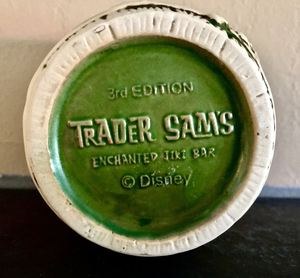 3rd EDITION
TRADER SAM'S
ENCHANTED TIKI BAR
© Disney